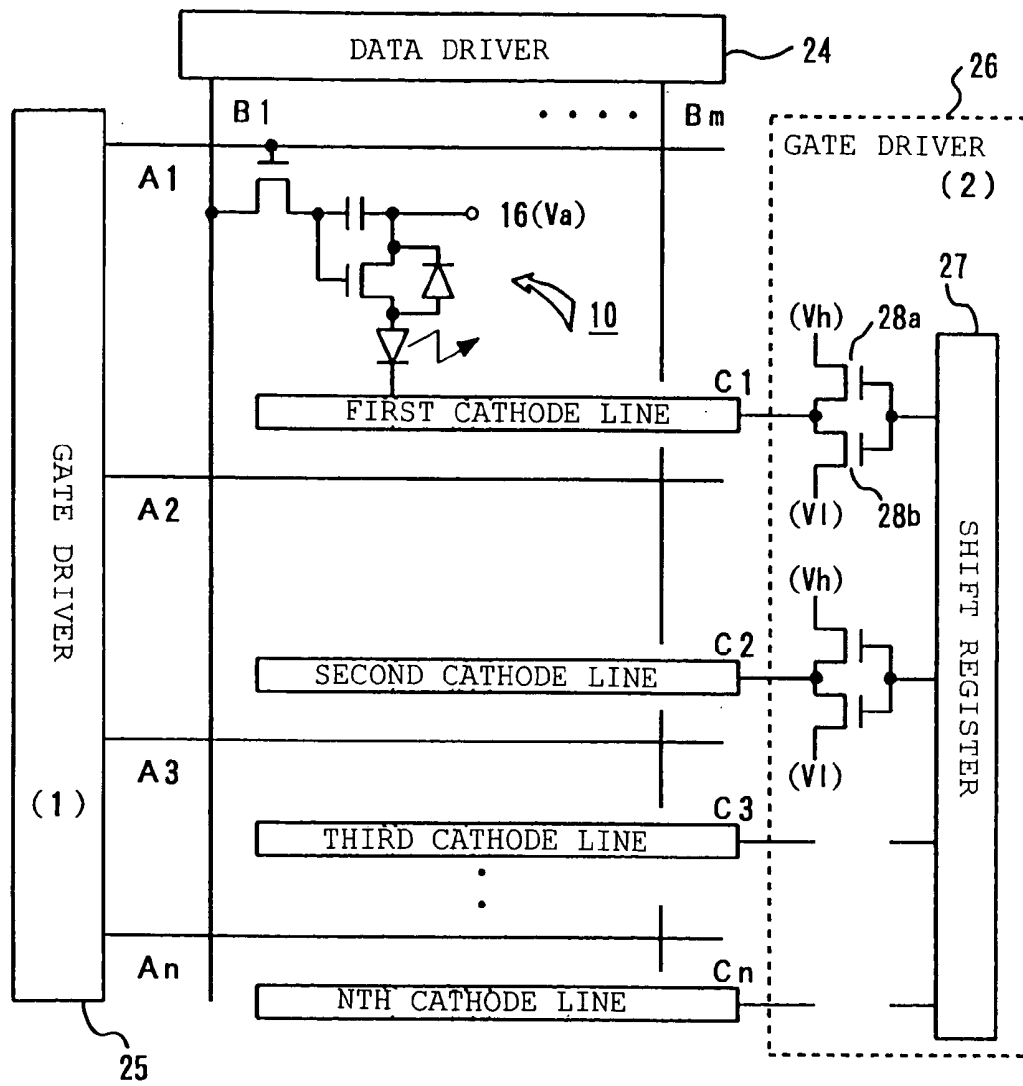 DATA DRIVER
24
26
B1
• • • •
Bm
GATE DRIVER
(2)
A1
16(Va)
27
10
(Vh)
28a
C1
FIRST CATHODE LINE
GATE DRIVER
(1)
A2
(Vl)
28b
SHIFT REGISTER
(Vh)
C2
SECOND CATHODE LINE
A3
(Vl)
C3
THIRD CATHODE LINE
An
Cn
NTH CATHODE LINE
25